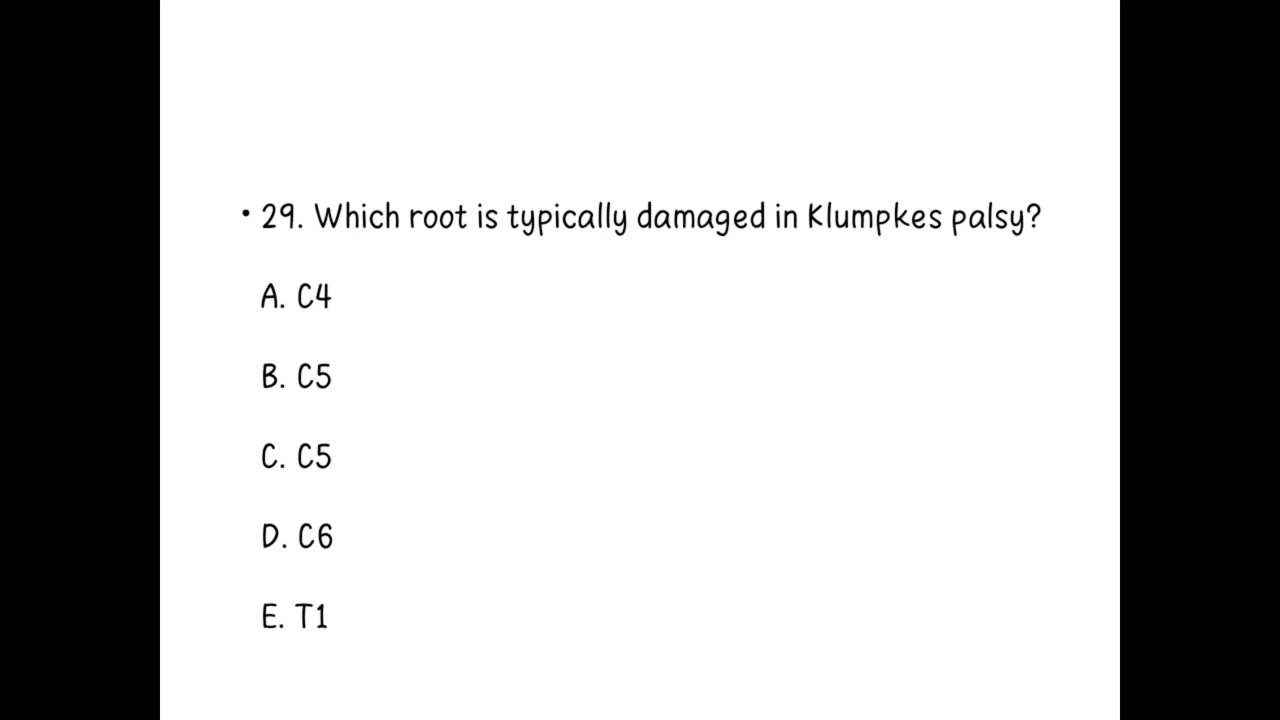 • 29. Which root is typically damaged in Klumpkes palsy?
A. C4
B. C5
C. C5
D. C6
E. T1